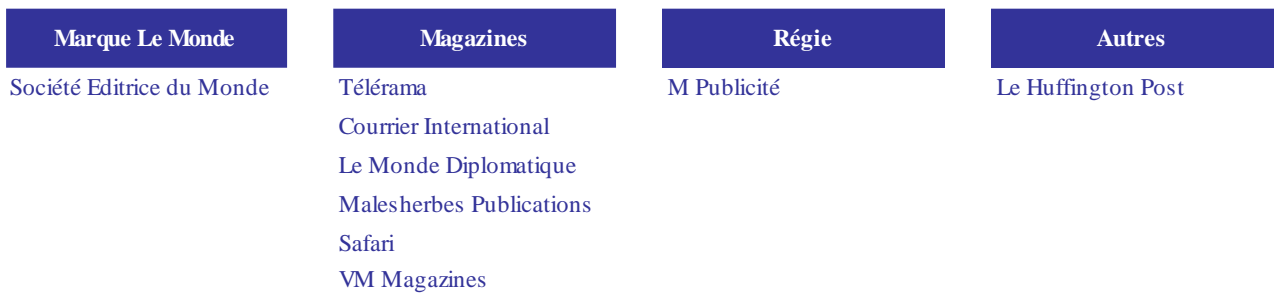 Marque Le Monde
Société Editrice du Monde
Magazines
Télérama
Courrier International
Le Monde Diplomatique
Malesherbes Publications
Safari
VM Magazines
Régie
M Publicité
Autres
Le Huffington Post